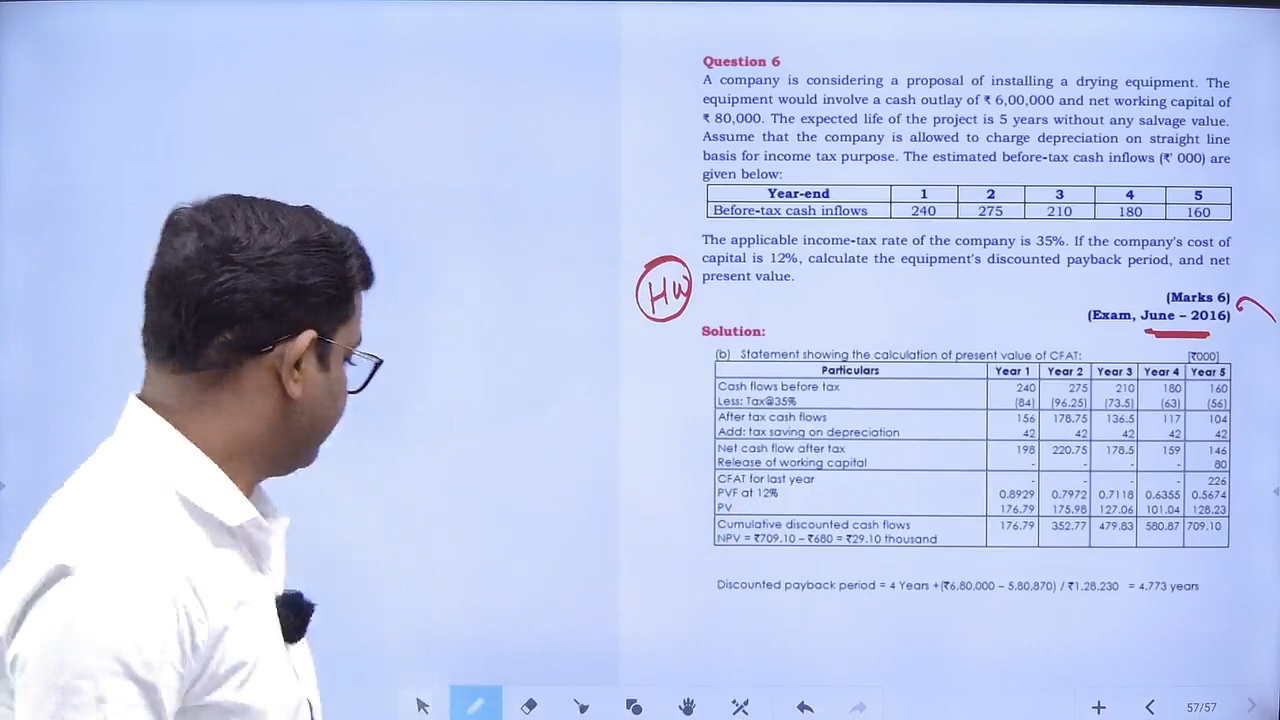 Question 6
A company is considering a proposal of installing a drying equipment. The
equipment would involve a cash outlay of ₹ 6,00,000 and net working capital of
₹ 80,000. The expected life of the project is 5 years without any salvage value.
Assume that the company is allowed to charge depreciation on straight line
basis for income tax purpose. The estimated before-tax cash inflows (₹' 000) are
given below:
Year-end 1 2 3 4 5
Before-tax cash inflows 240 275 210 180 160
The applicable income-tax rate of the company is 35%. If the company's cost of
capital is 12%, calculate the equipment's discounted payback period, and net
present value.
HW
(Marks 6)
(Exam, June – 2016)
Solution:
(b) Statement showing the calculation of present value of CFAT: [₹000]
Particulars Year 1 Year 2 Year 3 Year 4 Year 5
Cash flows before tax 240 275 210 180 160
Less: Tax@35% (84) (96.25) (73.5) (63) (56)
After tax cash flows 156 178.75 136.5 117 104
Add: tax saving on depreciation 42 42 42 42 42
Net cash flow after tax 198 220.75 178.5 159 146
Release of working capital - - - - 80
CFAT for last year - - - - 226
PVF at 12% 0.8929 0.7972 0.7118 0.6355 0.5674
PV 176.79 175.98 127.06 101.04 128.23
Cumulative discounted cash flows 176.79 352.77 479.83 580.87 709.10
NPV = ₹709.10 – ₹680 = ₹29.10 thousand
Discounted payback period = 4 Years +(₹6,80,000 – 5,80,870) / ₹1,28,230 = 4.773 years
57/57